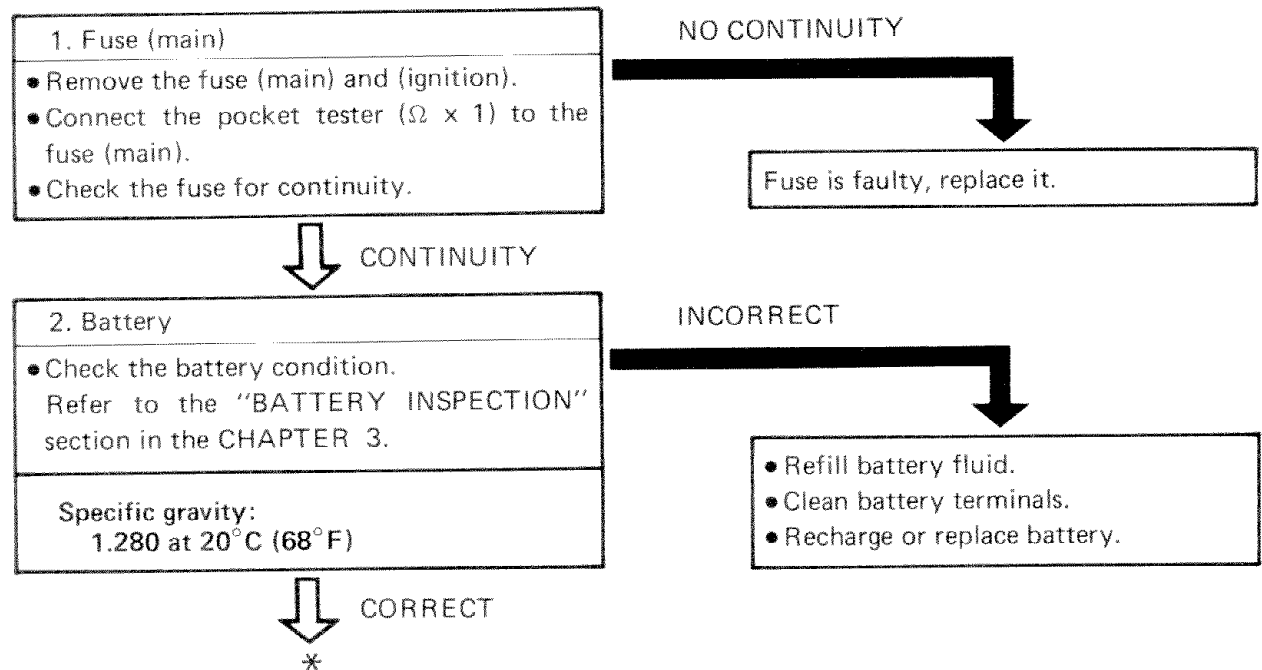 1. Fuse (main)
• Remove the fuse (main) and (ignition).
• Connect the pocket tester (Ω x 1) to the
fuse (main).
• Check the fuse for continuity.
NO CONTINUITY
Fuse is faulty, replace it.
CONTINUITY
2. Battery
• Check the battery condition.
Refer to the "BATTERY INSPECTION"
section in the CHAPTER 3.
Specific gravity:
1.280 at 20°C (68°F)
INCORRECT
• Refill battery fluid.
• Clean battery terminals.
• Recharge or replace battery.
CORRECT
*